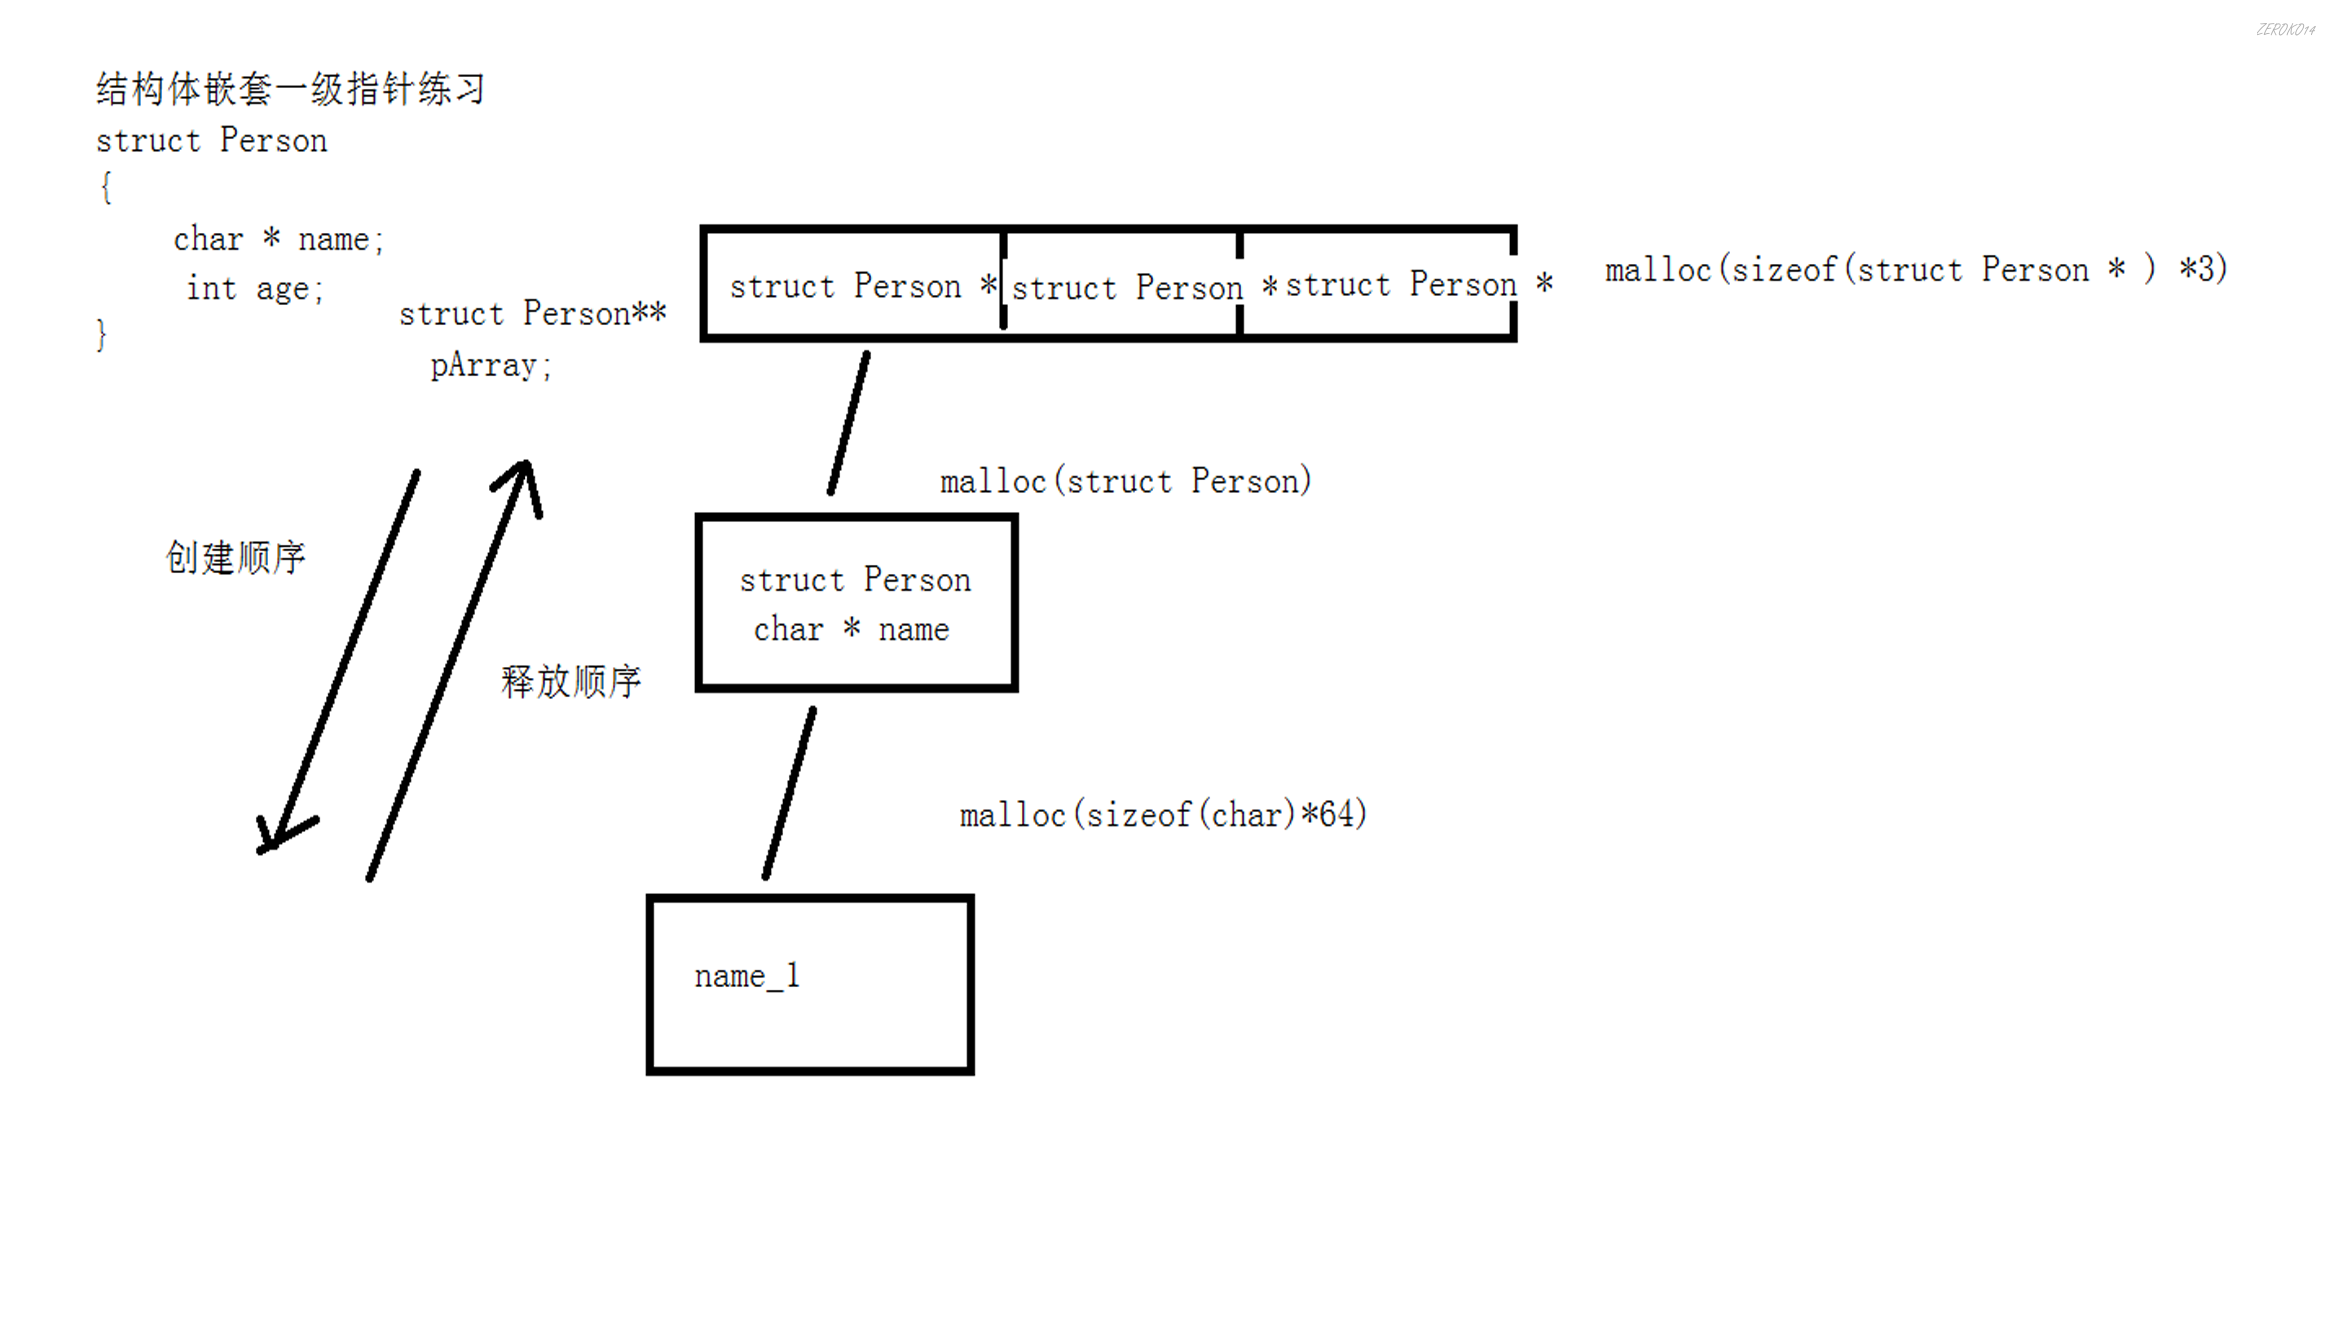 ZEROKO14
结构体嵌套一级指针练习
struct Person
{
char * name;
int age;
}
struct Person**
pArray;
struct Person *
struct Person *
struct Person *
malloc(sizeof(struct Person * ) *3)
malloc(struct Person)
创建顺序
struct Person
char * name
释放顺序
malloc(sizeof(char)*64)
name_1